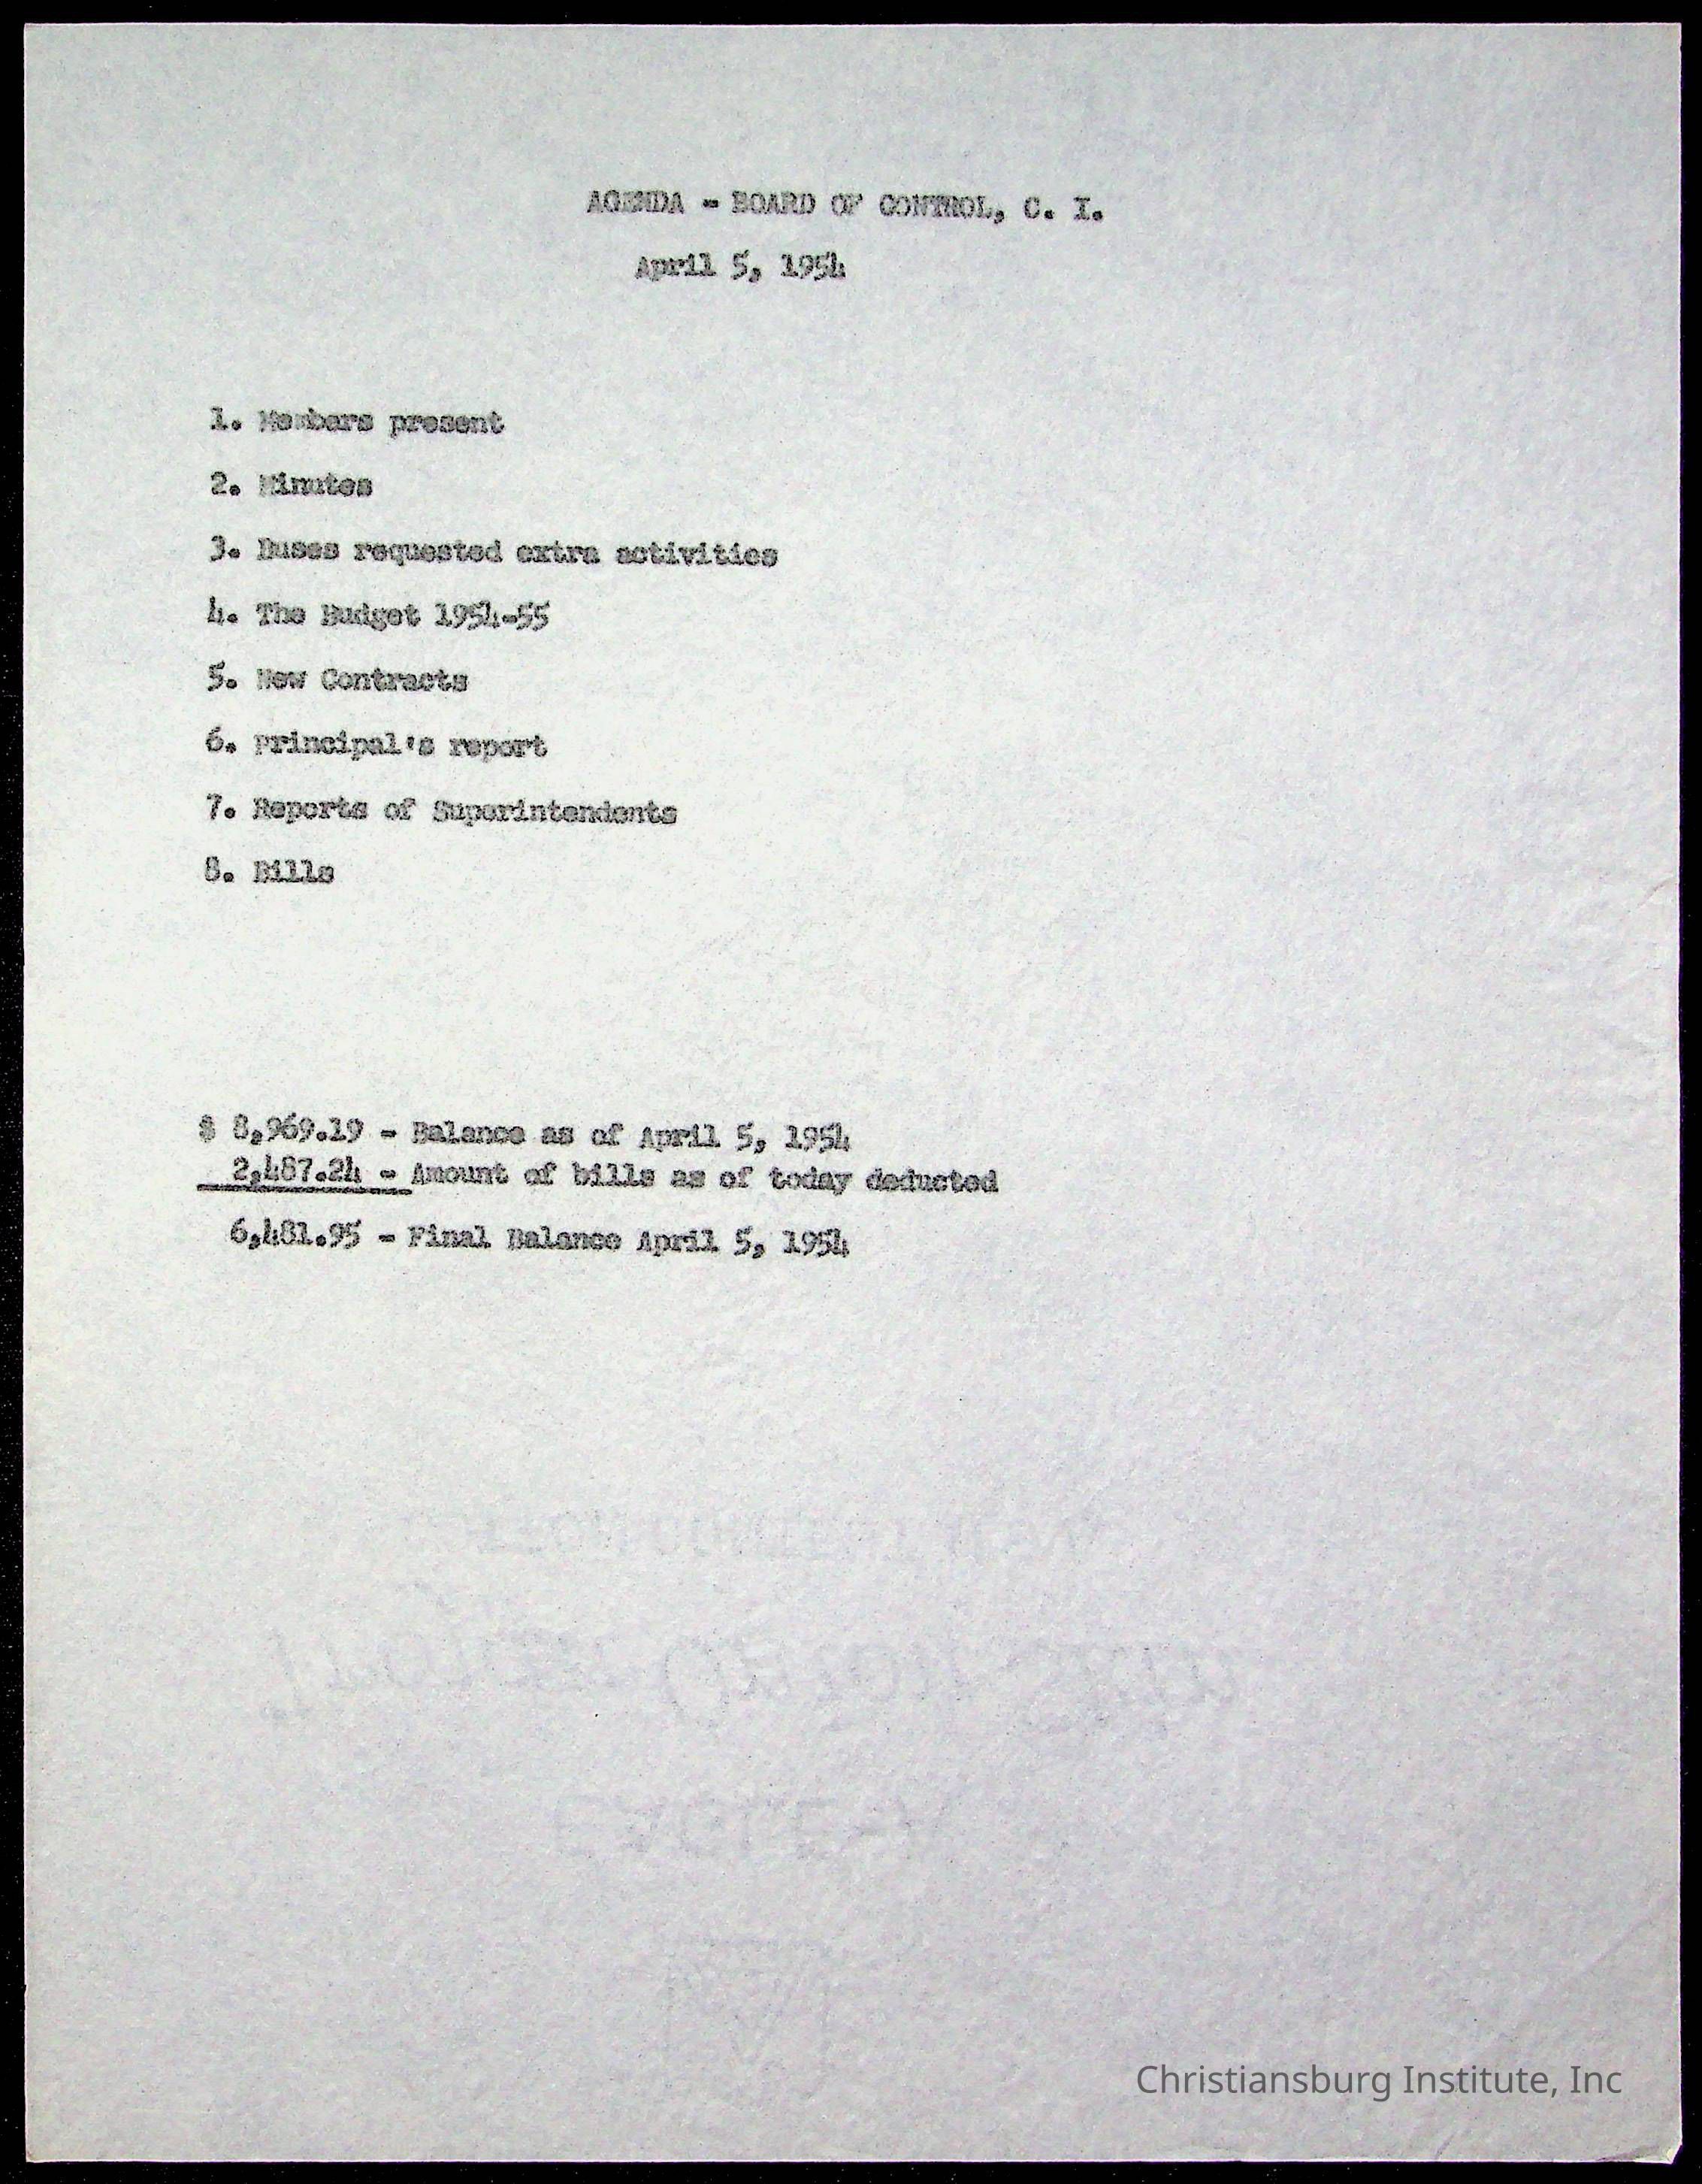 AGENDA - BOARD OF CONTROL, C. I.
April 5, 1954
1. Members present
2. Minutes
3. Buses requested extra activities
4. The Budget 1954-55
5. New Contracts
6. Principal's report
7. Reports of Superintendents
8. Bills
$ 8,969.19 - Balance as of April 5, 1954
2,487.24 - Amount of bills as of today deducted
6,481.95 - Final Balance April 5, 1954
Christiansburg Institute, Inc